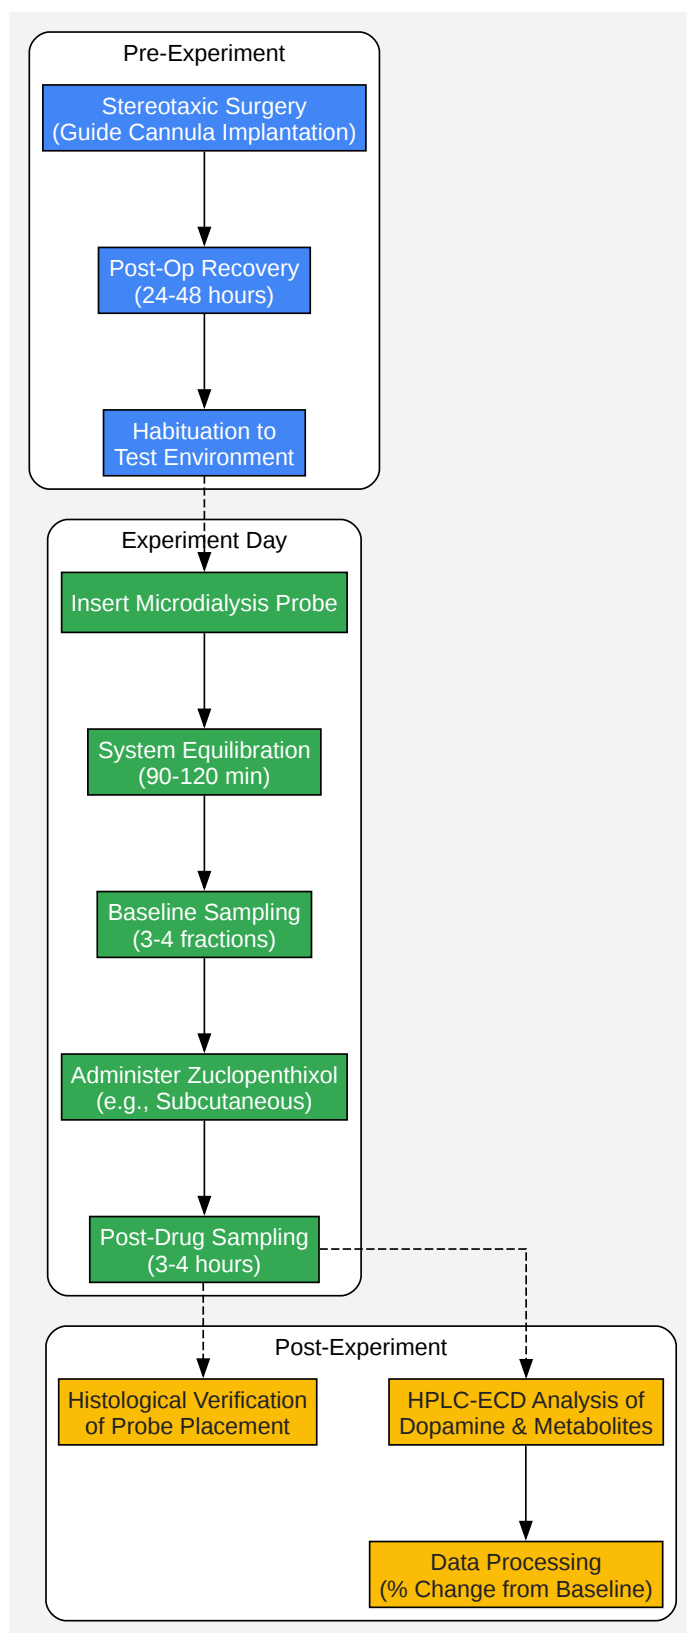 Pre-Experiment
Stereotaxic Surgery
(Guide Cannula Implantation)
Post-Op Recovery
(24-48 hours)
Habituation to
Test Environment
Experiment Day
Insert Microdialysis Probe
System Equilibration
(90-120 min)
Baseline Sampling
(3-4 fractions)
Administer Zuclopenthixol
(e.g., Subcutaneous)
Post-Drug Sampling
(3-4 hours)
Post-Experiment
Histological Verification
of Probe Placement
HPLC-ECD Analysis of
Dopamine & Metabolites
Data Processing
(% Change from Baseline)